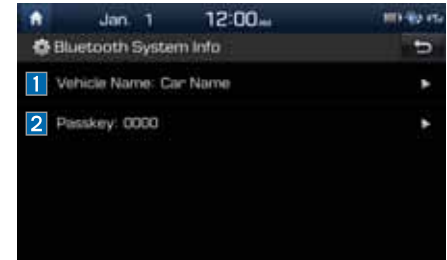 Jan. 1 12:00
Bluetooth System Info
1 Vehicle Name: Car Name
2 Passkey: 0000